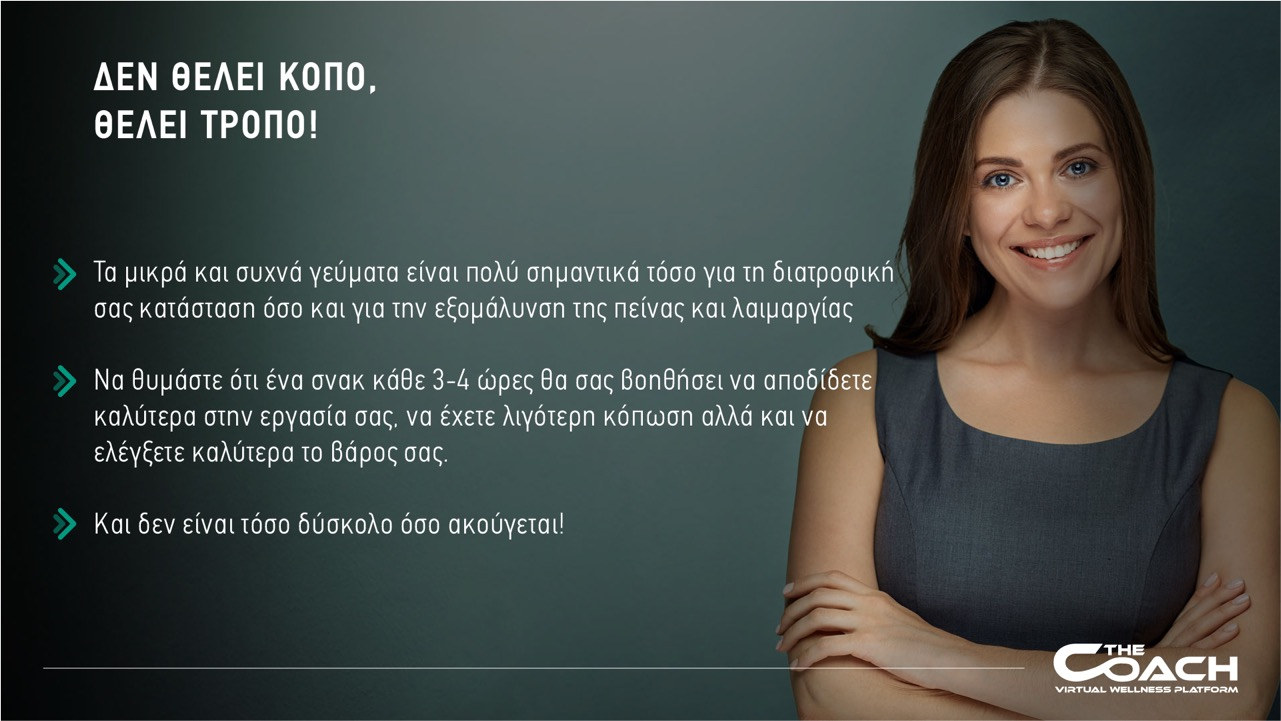 ΔΕΝ ΘΕΛΕΙ ΚΟΠΟ,
ΘΕΛΕΙ ΤΡΟΠΟ!
Τα μικρά και συχνά γεύματα είναι πολύ σημαντικά τόσο για τη διατροφική
σας κατάσταση όσο και για την εξομάλυνση της πείνας και λαιμαργίας
Να θυμάστε ότι ένα σνακ κάθε 3-4 ώρες θα σας βοηθήσει να αποδίδετε
καλύτερα στην εργασία σας, να έχετε λιγότερη κόπωση αλλά και να
ελέγξετε καλύτερα το βάρος σας.
Και δεν είναι τόσο δύσκολο όσο ακούγεται!
THE
COACH
VIRTUAL WELLNESS PLATFORM